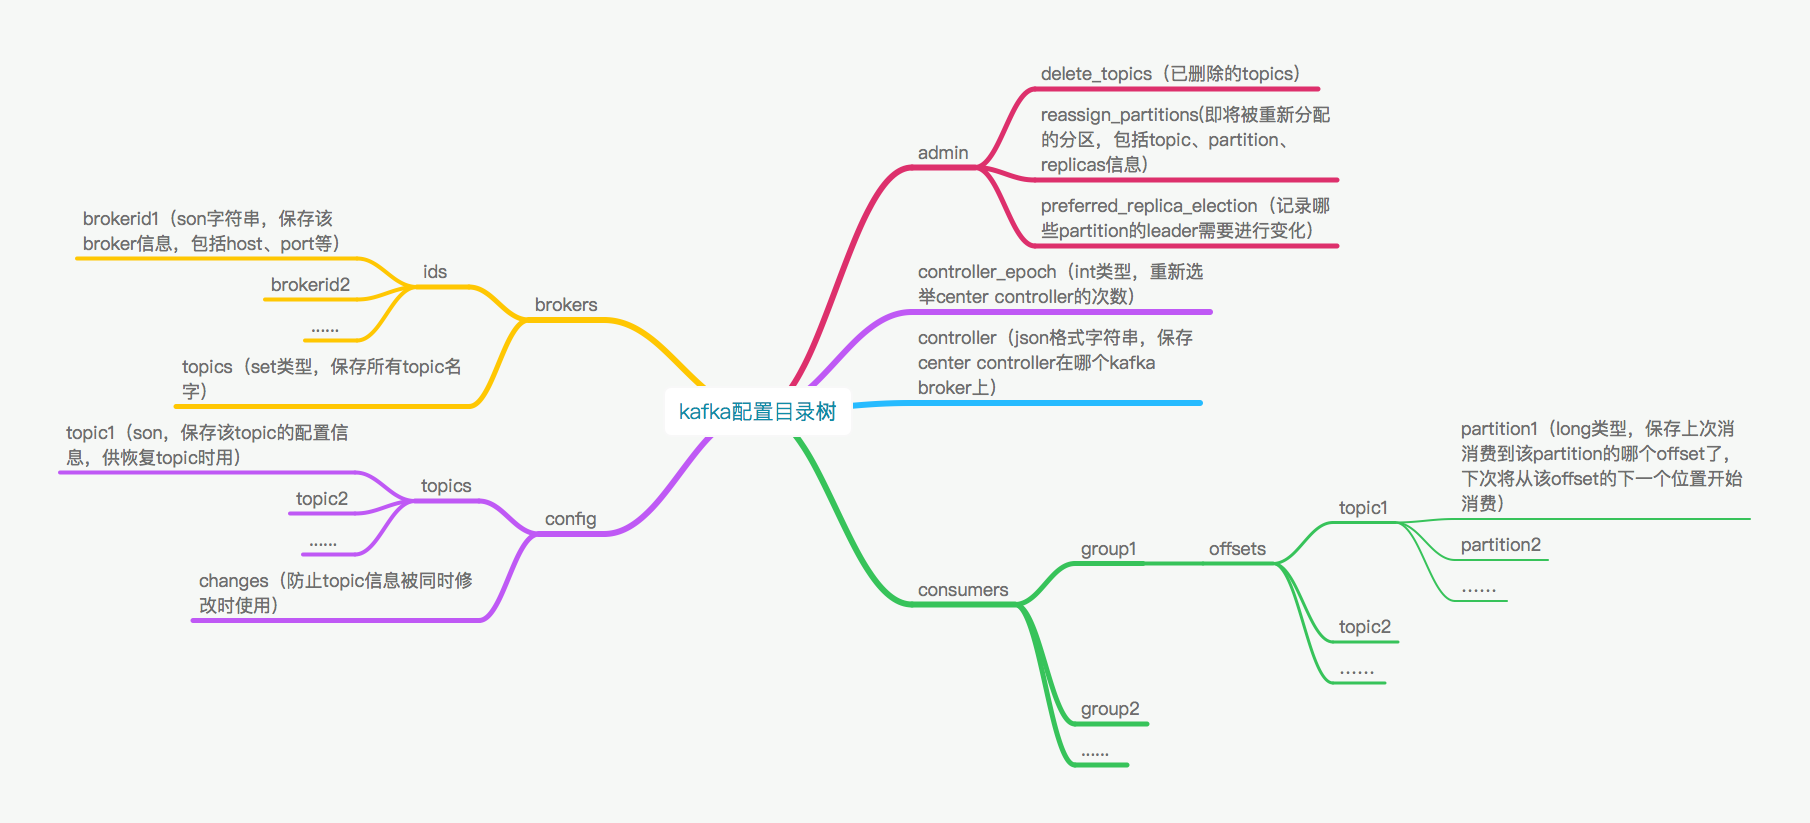 kafka配置目录树
admin
delete_topics（已删除的topics）
reassign_partitions(即将被重新分配
的分区，包括topic、partition、
replicas信息）
preferred_replica_election（记录哪
些partition的leader需要进行变化）
controller_epoch（int类型，重新选
举center controller的次数）
controller（json格式字符串，保存
center controller在哪个kafka
broker上）
consumers
group1
offsets
topic1
partition1（long类型，保存上次消
消费到该partition的哪个offset了，
下次将从该offset的下一个位置开始
消费）
partition2
……
topic2
……
group2
……
brokers
ids
brokerid1（son字符串，保存该
broker信息，包括host、port等）
brokerid2
……
topics（set类型，保存所有topic名
字）
config
topics
topic1（son，保存该topic的配置信
息，供恢复topic时用）
topic2
……
changes（防止topic信息被同时修
改时使用）